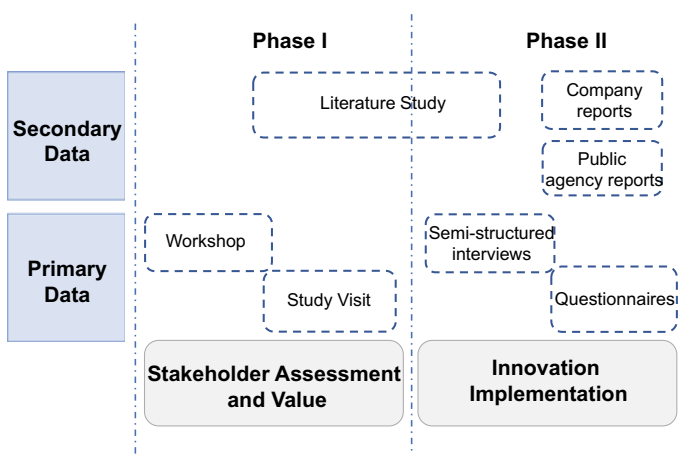 Phase I
Phase II
Secondary
Data
Literature Study
Company
reports
Public
agency reports
Primary
Data
Workshop
Study Visit
Semi-structured
interviews
Questionnaires
Stakeholder Assessment
and Value
Innovation
Implementation